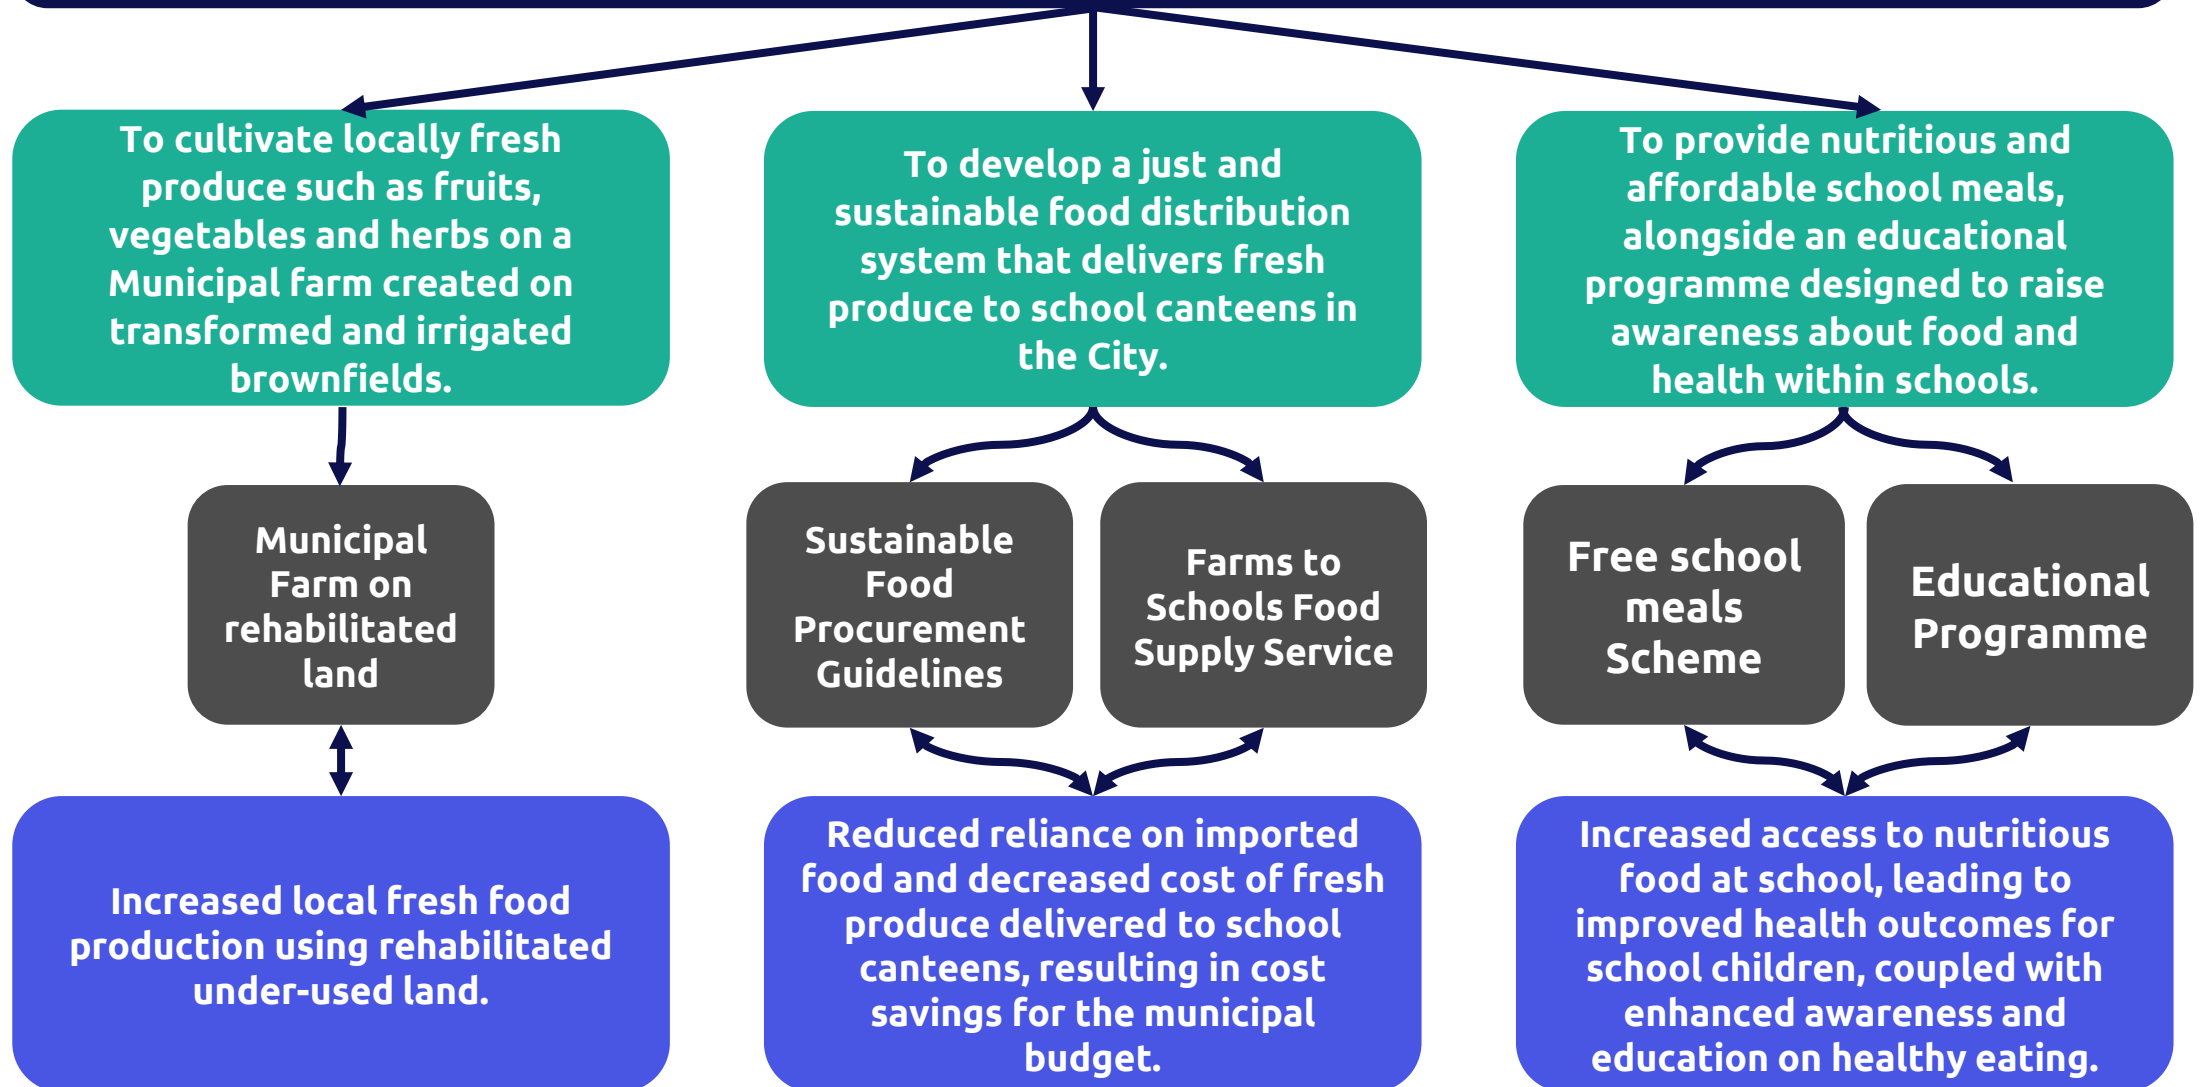 To cultivate locally fresh
produce such as fruits,
vegetables and herbs on a
Municipal farm created on
transformed and irrigated
brownfields.
To develop a just and
sustainable food distribution
system that delivers fresh
produce to school canteens in
the City.
To provide nutritious and
affordable school meals,
alongside an educational
programme designed to raise
awareness about food and
health within schools.
Municipal
Farm on
rehabilitated
land
Sustainable
Food
Procurement
Guidelines
Farms to
Schools Food
Supply Service
Free school
meals
Scheme
Educational
Programme
Increased local fresh food
production using rehabilitated
under-used land.
Reduced reliance on imported
food and decreased cost of fresh
produce delivered to school
canteens, resulting in cost
savings for the municipal
budget.
Increased access to nutritious
food at school, leading to
improved health outcomes for
school children, coupled with
enhanced awareness and
education on healthy eating.